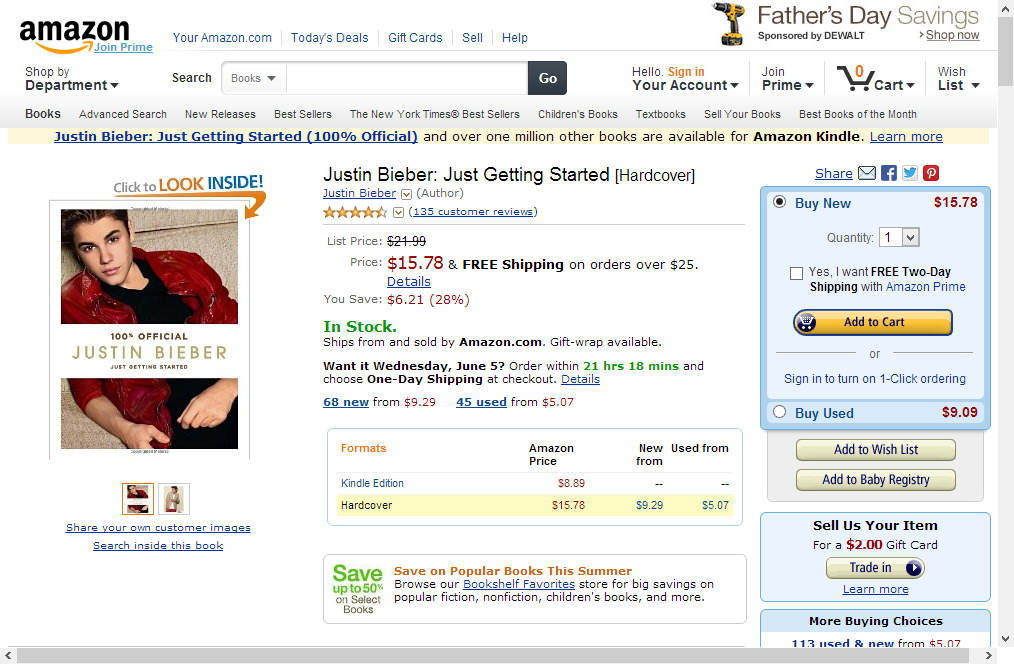 amazon
Join Prime
Your Amazon.com
Today's Deals
Gift Cards
Sell
Help
Father's Day Savings
Sponsored by DEWALT
Shop now
Shop by
Department
Search
Books
Go
Hello. Sign in
Your Account
Join
Prime
0
Cart
Wish
List
Books
Advanced Search
New Releases
Best Sellers
The New York Times® Best Sellers
Children's Books
Textbooks
Sell Your Books
Best Books of the Month
Justin Bieber: Just Getting Started (100% Official) and over one million other books are available for Amazon Kindle. Learn more
Click to LOOK INSIDE!
Copyrighted Material
100% OFFICIAL
JUSTIN BIEBER
JUST GETTING STARTED
Copyrighted Material
Share your own customer images
Search inside this book
Justin Bieber: Just Getting Started [Hardcover]
Justin Bieber (Author)
(135 customer reviews)
List Price: $21.99
Price: $15.78 & FREE Shipping on orders over $25.
Details
You Save: $6.21 (28%)
In Stock.
Ships from and sold by Amazon.com. Gift-wrap available.
Want it Wednesday, June 5? Order within 21 hrs 18 mins and
choose One-Day Shipping at checkout. Details
68 new from $9.29 45 used from $5.07
Formats
Amazon
Price
New
from
Used from
Kindle Edition $8.89 -- --
Hardcover $15.78 $9.29 $5.07
Save
up to 50%
on Select
Books
Save on Popular Books This Summer
Browse our Bookshelf Favorites store for big savings on
popular fiction, nonfiction, children's books, and more.
Share
Buy New $15.78
Quantity: 1
Yes, I want FREE Two-Day
Shipping with Amazon Prime
Add to Cart
or
Sign in to turn on 1-Click ordering
Buy Used $9.09
Add to Wish List
Add to Baby Registry
Sell Us Your Item
For a $2.00 Gift Card
Trade in
Learn more
More Buying Choices
113 used & new from $5.07